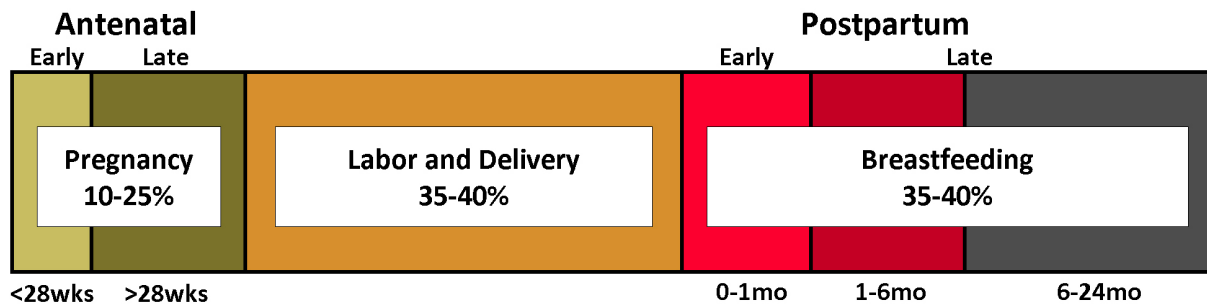 Antenatal
Postpartum
Early
Late
Early
Late
Pregnancy
10-25%
Labor and Delivery
35-40%
Breastfeeding
35-40%
<28wks
>28wks
0-1mo
1-6mo
6-24mo